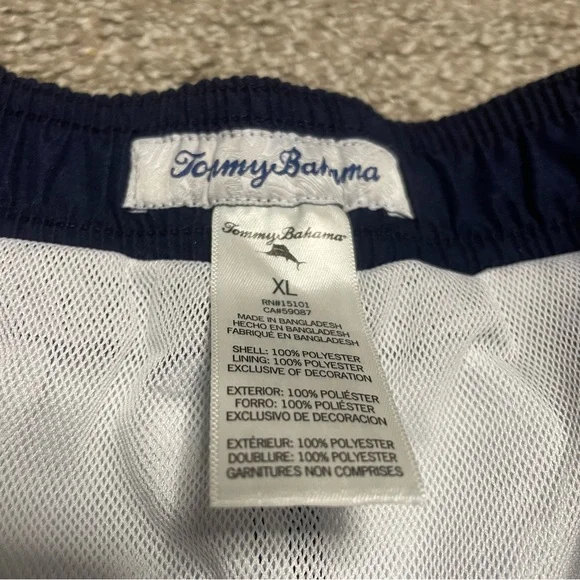 Tommy Bahama
Tommy Bahama
XL
RN#15101
CA#59087
MADE IN BANGLADESH
HECHO EN BANGLADESH
FABRIQUÉ EN BANGLADESH
SHELL: 100% POLYESTER
LINING: 100% POLYESTER
EXCLUSIVE OF DECORATION
EXTERIOR: 100% POLIÉSTER
FORRO: 100% POLIÉSTER
EXCLUSIVO DE DECORACION
EXTÉRIEUR: 100% POLYESTER
DOUBLURE: 100% POLYESTER
GARNITURES NON COMPRISES